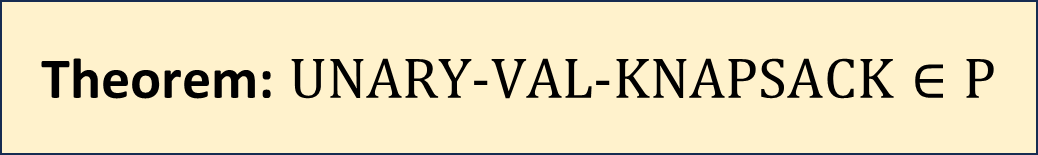 Theorem: UNARY-VAL-KNAPSACK ∈ P